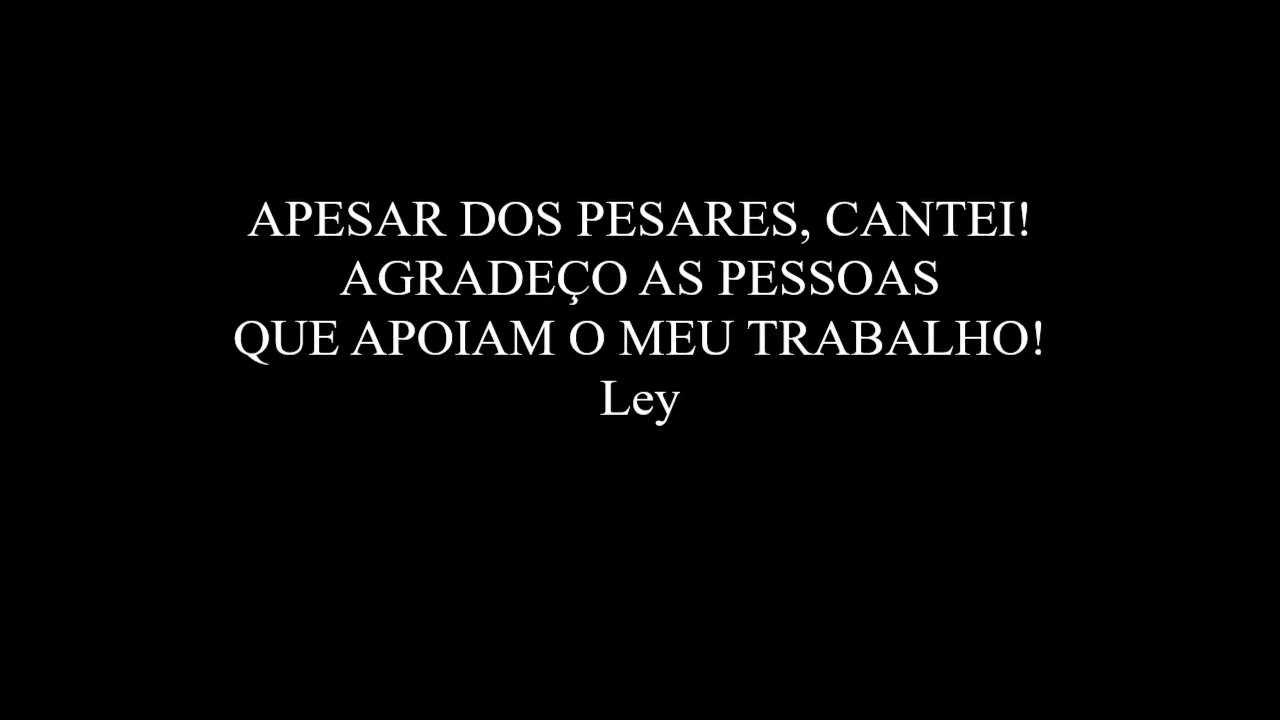 APESAR DOS PESARES, CANTEI!
AGRADEÇO AS PESSOAS
QUE APOIAM O MEU TRABALHO!
Ley